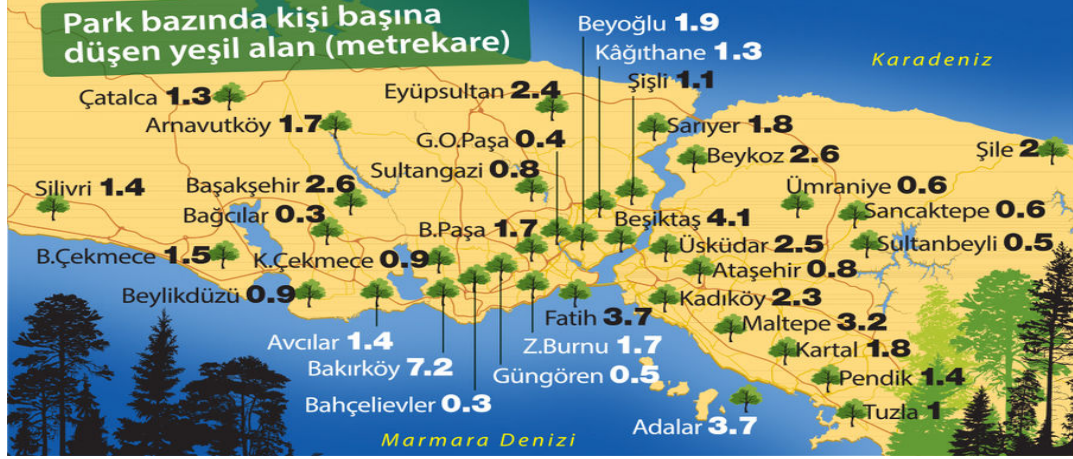 Park bazında kişi başına
düşen yeşil alan (metrekare)
Beyoğlu 1.9
Kâğıthane 1.3
Karadeniz
Şişli 1.1
Çatalca 1.3
Eyüpsultan 2.4
Arnavutköy 1.7
G.O.Paşa 0.4
Sarıyer 1.8
Beykoz 2.6
Şile 2
Sultangazi 0.8
Silivri 1.4
Başakşehir 2.6
Ümraniye 0.6
Bağcılar 0.3
B.Paşa 1.7
Beşiktaş 4.1
Sancaktepe 0.6
B.Çekmece 1.5
K.Çekmece 0.9
Üsküdar 2.5
Sultanbeyli 0.5
Ataşehir 0.8
Beylikdüzü 0.9
Fatih 3.7
Kadıköy 2.3
Maltepe 3.2
Avcılar 1.4
Z.Burnu 1.7
Kartal 1.8
Bakırköy 7.2
Güngören 0.5
Pendik 1.4
Bahçelievler 0.3
Tuzla 1
Adalar 3.7
Marmara Denizi